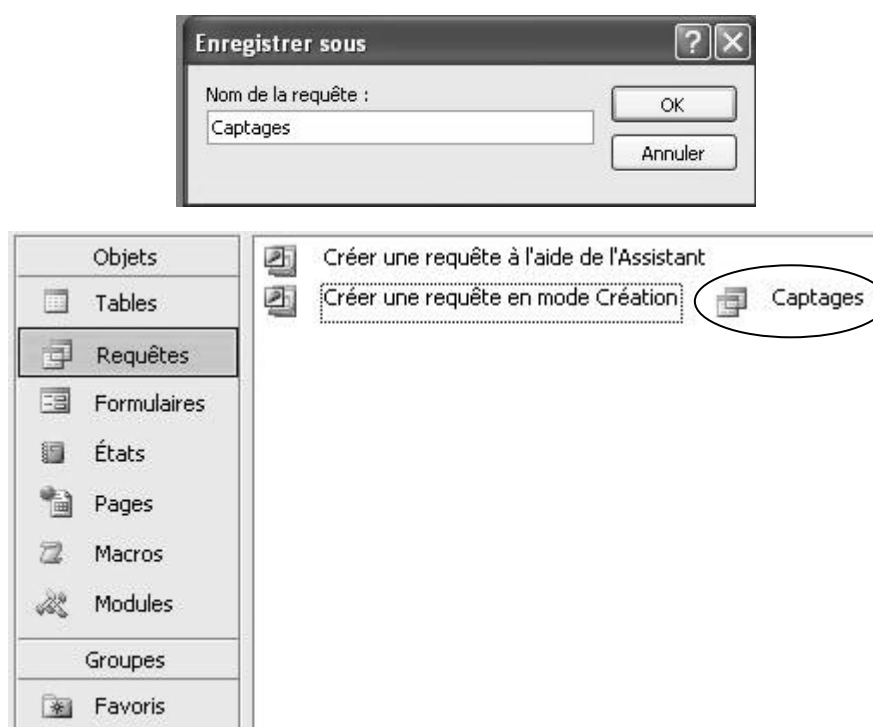 Enregistrer sous
Nom de la requête :
Captages
OK
Annuler
Objets
Tables
Requêtes
Formulaires
États
Pages
Macros
Modules
Groupes
Favoris
Créer une requête à l'aide de l'Assistant
Créer une requête en mode Création
Captages